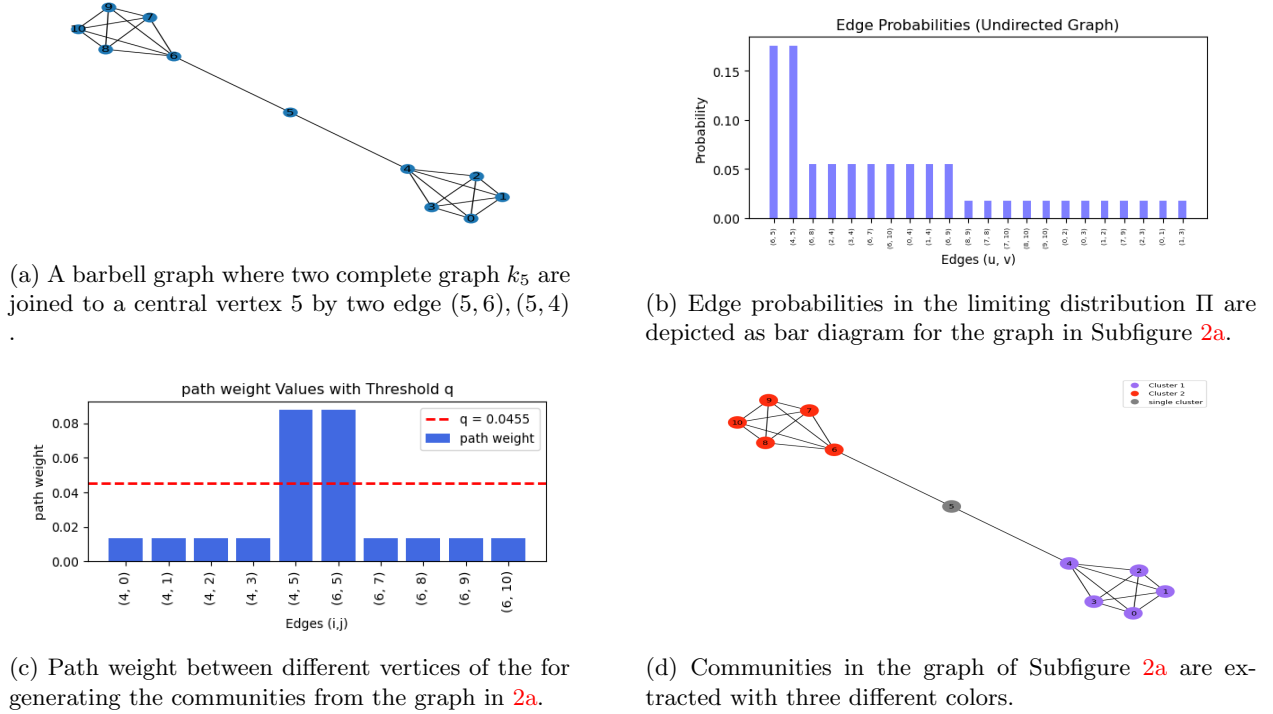 9
7
10
8
6
5
4
2
1
3
0
(a) A barbell graph where two complete graph k₅ are
joined to a central vertex 5 by two edge (5, 6), (5, 4)
.
Edge Probabilities (Undirected Graph)
Probability
0.15
0.10
0.05
0.00
(6, 5) (4, 5) (6, 8) (2, 4) (3, 4) (6, 7) (6, 10) (0, 4) (1, 4) (6, 9) (8, 9) (7, 8) (7, 10) (8, 10) (9, 10) (0, 2) (0, 3) (1, 2) (7, 9) (2, 3) (0, 1) (1, 3)
Edges (u, v)
(b) Edge probabilities in the limiting distribution Π are
depicted as bar diagram for the graph in Subfigure 2a.
path weight Values with Threshold q
path weight
0.08
0.06
0.04
0.02
0.00
q = 0.0455
path weight
(4, 0) (4, 1) (4, 2) (4, 3) (4, 5) (6, 5) (6, 7) (6, 8) (6, 9) (6, 10)
Edges (i,j)
(c) Path weight between different vertices of the for
generating the communities from the graph in 2a.
Cluster 1
Cluster 2
single cluster
9
7
10
8
6
5
4
2
1
3
0
(d) Communities in the graph of Subfigure 2a are ex-
tracted with three different colors.